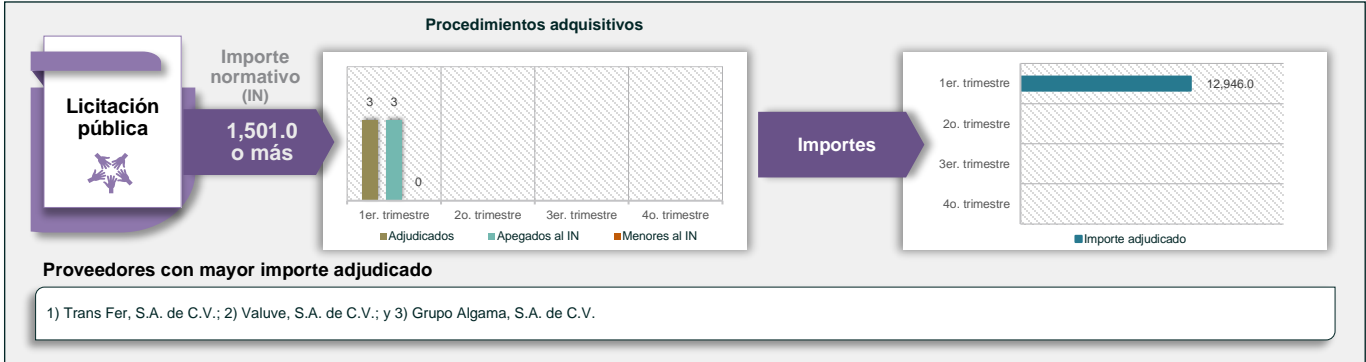 Procedimientos adquisitivos
Licitación
pública
Importe
normativo
(IN)
1,501.0
o más
3
3
0
1er. trimestre
2o. trimestre
3er. trimestre
4o. trimestre
Adjudicados
Apegados al IN
Menores al IN
Importes
1er. trimestre
12,946.0
2o. trimestre
3er. trimestre
4o. trimestre
Importe adjudicado
Proveedores con mayor importe adjudicado
1) Trans Fer, S.A. de C.V.; 2) Valuve, S.A. de C.V.; y 3) Grupo Algama, S.A. de C.V.